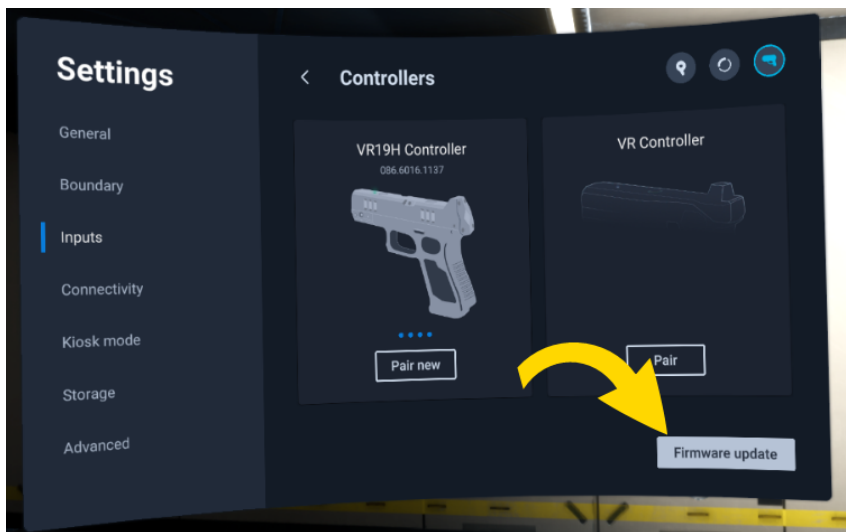 Settings
General
Boundary
Inputs
Connectivity
Kiosk mode
Storage
Advanced
Controllers
VR19H Controller
086.6016.1137
Pair new
VR Controller
Pair
Firmware update